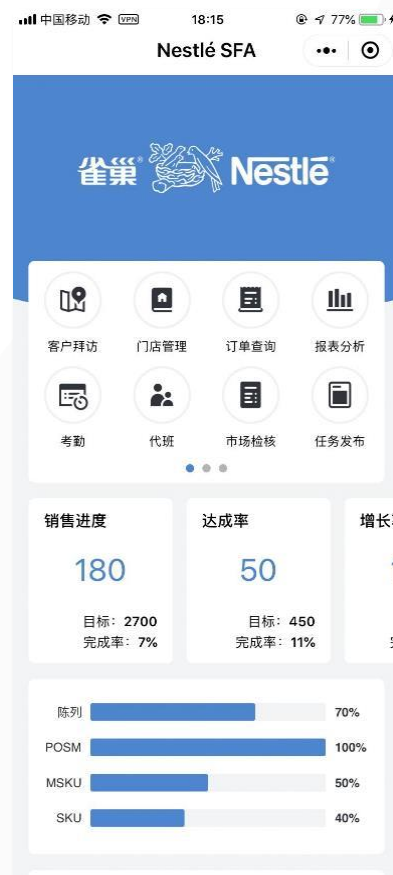 中国移动 VPN 18:15 77%
Nestlé SFA
雀巢 Nestlé
客户拜访 门店管理 订单查询 报表分析
考勤 代班 市场检核 任务发布
销售进度 达成率 增长
180 50
目标：2700 目标：450
完成率：7% 完成率：11%
陈列 70%
POSM 100%
MSKU 50%
SKU 40%